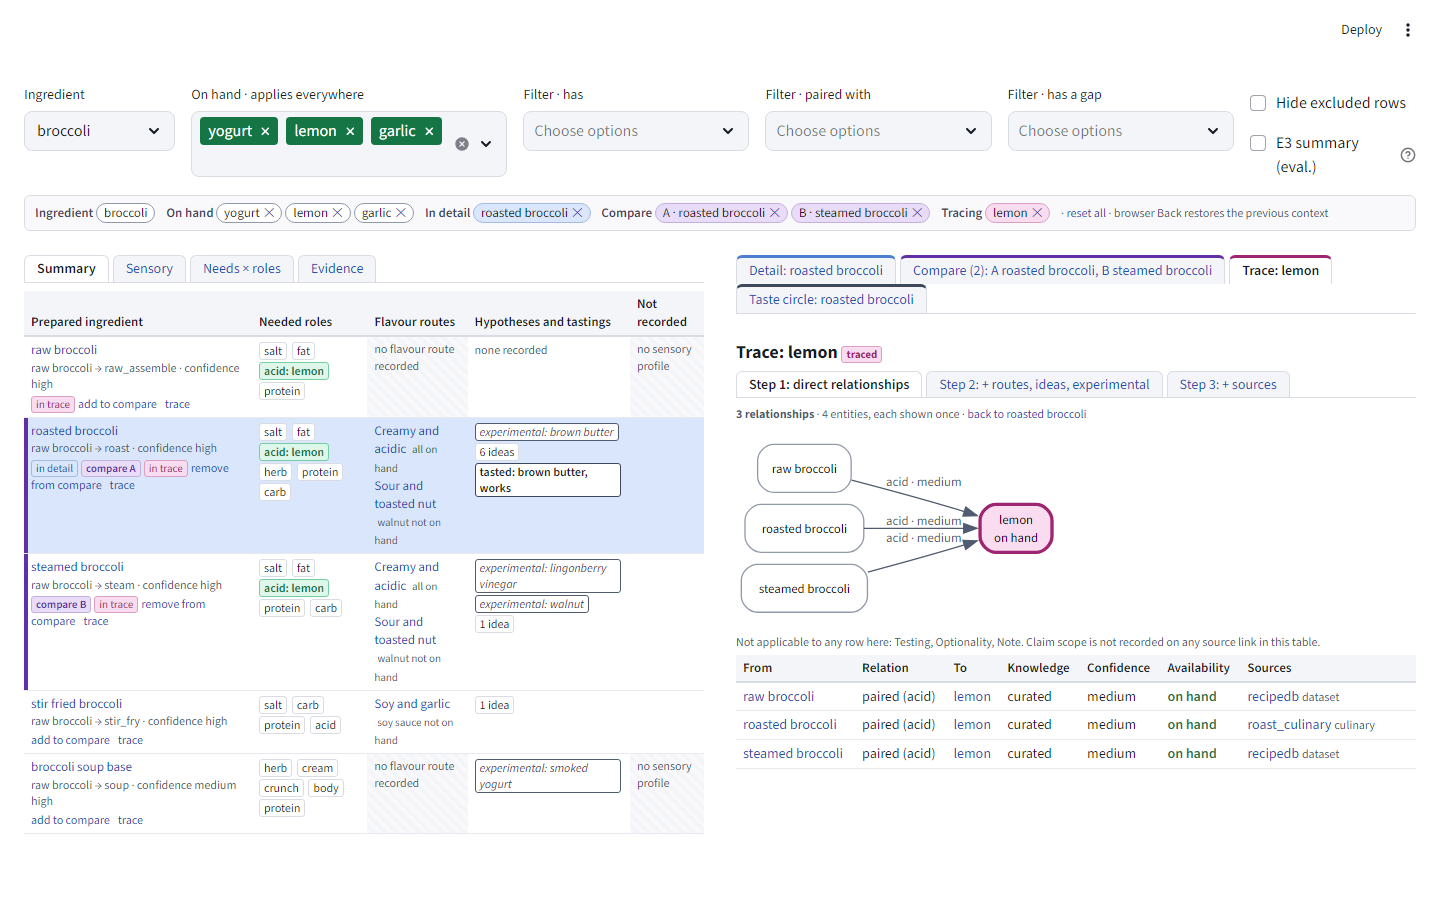 Deploy
Ingredient
On hand · applies everywhere
Filter · has
Filter · paired with
Filter · has a gap
broccoli
yogurt ×
lemon ×
garlic ×
Choose options
Choose options
Choose options
Hide excluded rows
E3 summary
(eval.)
Ingredient broccoli On hand yogurt × lemon × garlic × In detail roasted broccoli × Compare A · roasted broccoli × B · steamed broccoli × Tracing lemon × · reset all · browser Back restores the previous context
Summary
Sensory
Needs × roles
Evidence
Prepared ingredient
Needed roles
Flavour routes
Hypotheses and tastings
Not
recorded
raw broccoli
raw broccoli → raw_assemble · confidence
high
in trace add to compare trace
salt fat
acid: lemon
protein
no flavour route
recorded
none recorded
no sensory
profile
roasted broccoli
raw broccoli → roast · confidence high
in detail compare A in trace remove
from compare trace
salt fat
acid: lemon
herb protein
carb
Creamy and
acidic all on
hand
Sour and
toasted nut
walnut not on
hand
experimental: brown butter
6 ideas
tasted: brown butter,
works
steamed broccoli
raw broccoli → steam · confidence high
compare B in trace remove from
compare trace
salt fat
acid: lemon
protein carb
Creamy and
acidic all on
hand
Sour and
toasted nut
walnut not on
hand
experimental: lingonberry
vinegar
experimental: walnut
1 idea
stir fried broccoli
raw broccoli → stir_fry · confidence high
add to compare trace
salt carb
protein acid
Soy and garlic
soy sauce not on
hand
1 idea
broccoli soup base
raw broccoli → soup · confidence medium
high
add to compare trace
herb cream
crunch body
protein
no flavour route
recorded
experimental: smoked
yogurt
no sensory
profile
Detail: roasted broccoli
Compare (2): A roasted broccoli, B steamed broccoli
Trace: lemon
Taste circle: roasted broccoli
Trace: lemon traced
Step 1: direct relationships
Step 2: + routes, ideas, experimental
Step 3: + sources
3 relationships · 4 entities, each shown once · back to roasted broccoli
raw broccoli
acid · medium
roasted broccoli
acid · medium
acid · medium
lemon
on hand
steamed broccoli
Not applicable to any row here: Testing, Optionality, Note. Claim scope is not recorded on any source link in this table.
From Relation To Knowledge Confidence Availability Sources
raw broccoli paired (acid) lemon curated medium on hand recipedb dataset
roasted broccoli paired (acid) lemon curated medium on hand roast_culinary culinary
steamed broccoli paired (acid) lemon curated medium on hand recipedb dataset